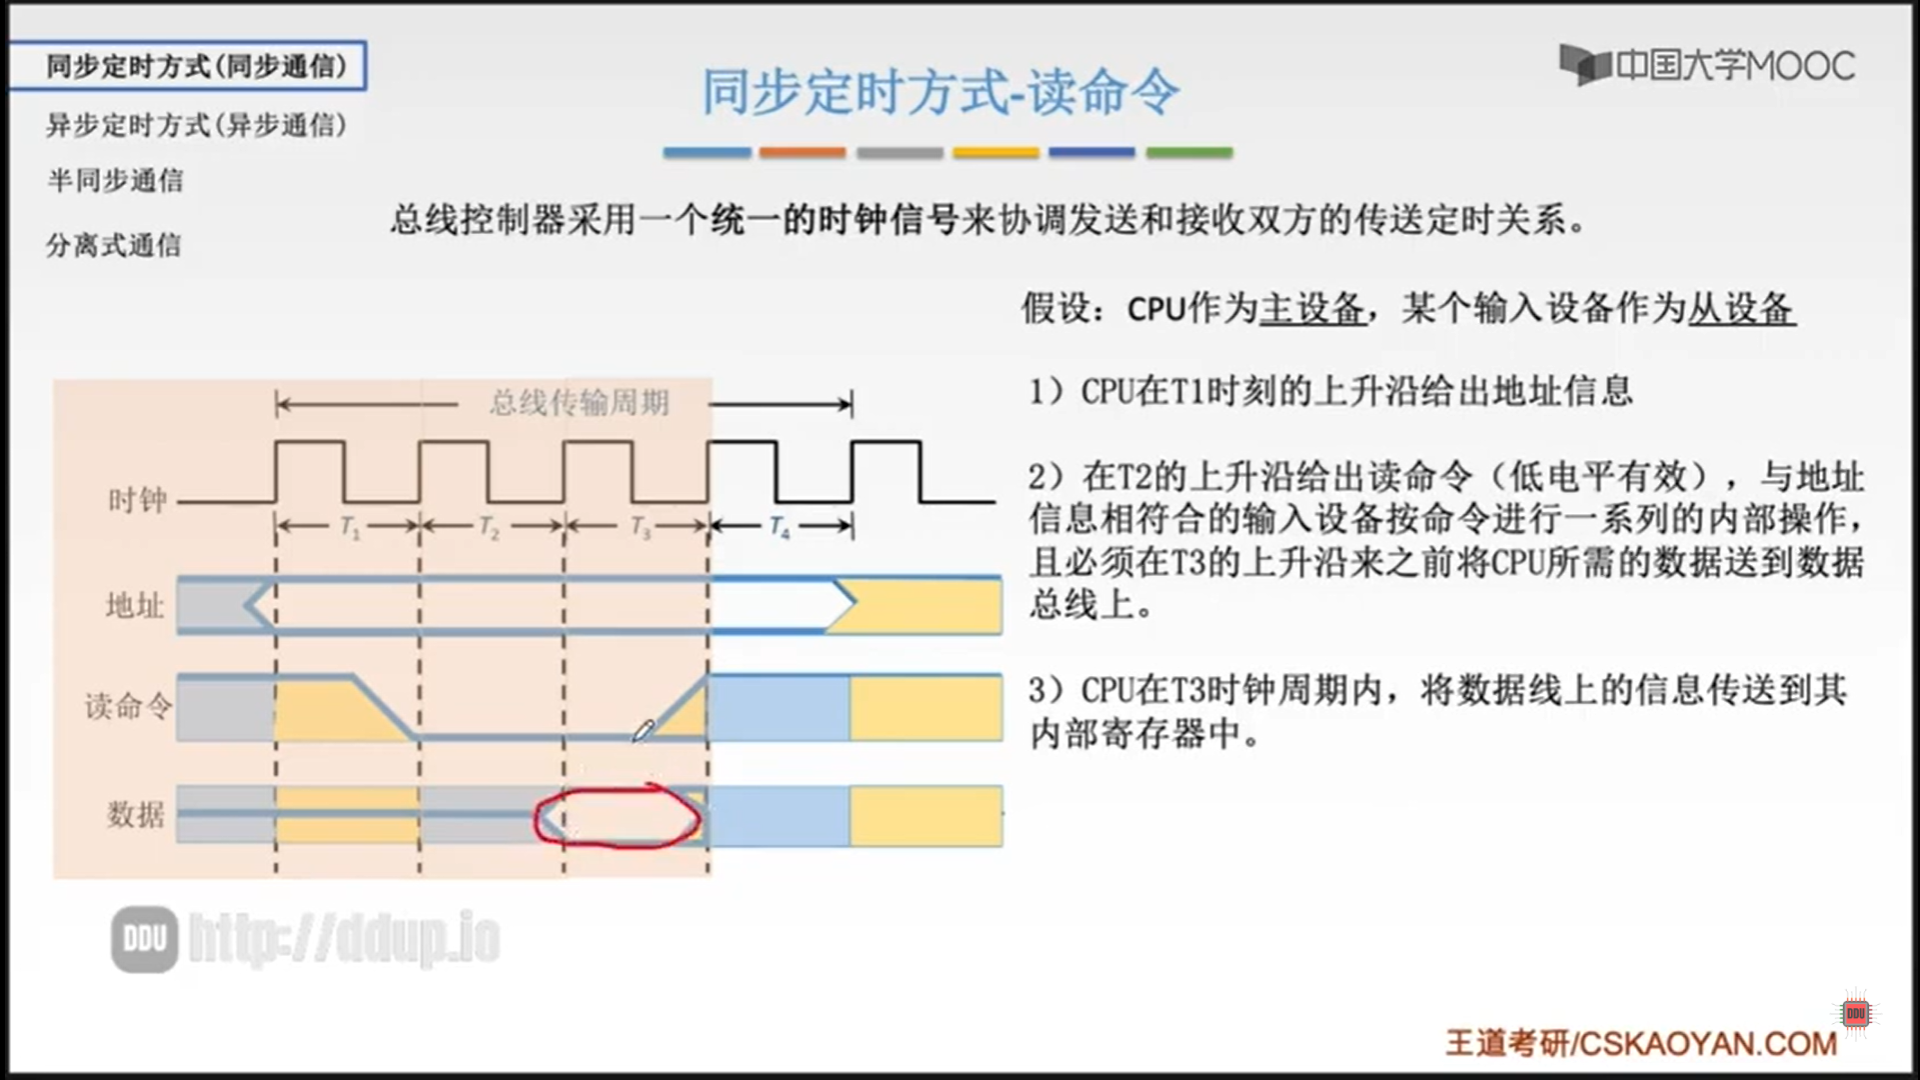 同步定时方式(同步通信)
异步定时方式(异步通信)
半同步通信
分离式通信
同步定时方式-读命令
中国大学MOOC
总线控制器采用一个统一的时钟信号来协调发送和接收双方的传送定时关系。
假设：CPU作为主设备，某个输入设备作为从设备
1）CPU在T1时刻的上升沿给出地址信息
2）在T2的上升沿给出读命令（低电平有效），与地址
信息相符合的输入设备按命令进行一系列的内部操作，
且必须在T3的上升沿来之前将CPU所需的数据送到数据
总线上。
3）CPU在T3时钟周期内，将数据线上的信息传送到其
内部寄存器中。
总线传输周期
时钟
T1 T2 T3 T4
地址
读命令
数据
DDU http://ddup.io
DDU
王道考研/CSKAOYAN.COM